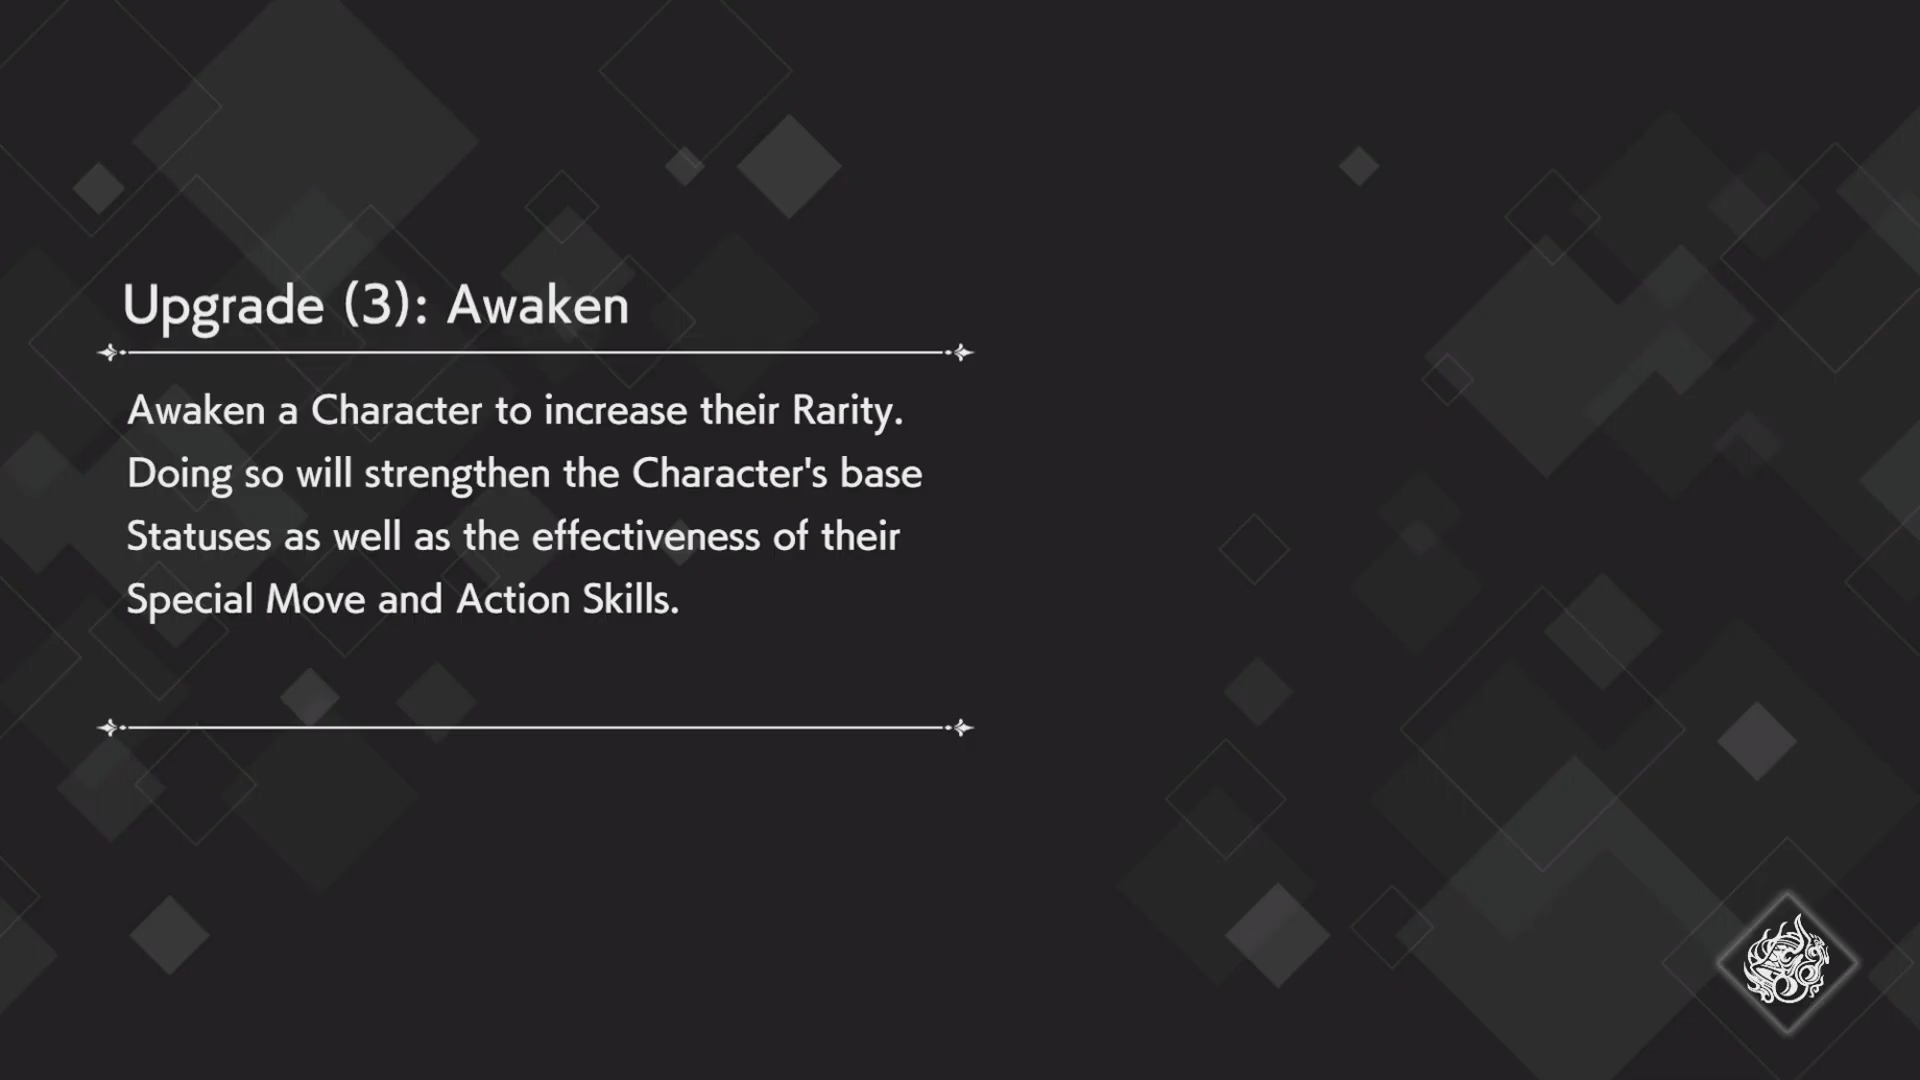 Upgrade (3): Awaken
Awaken a Character to increase their Rarity.
Doing so will strengthen the Character's base
Statuses as well as the effectiveness of their
Special Move and Action Skills.